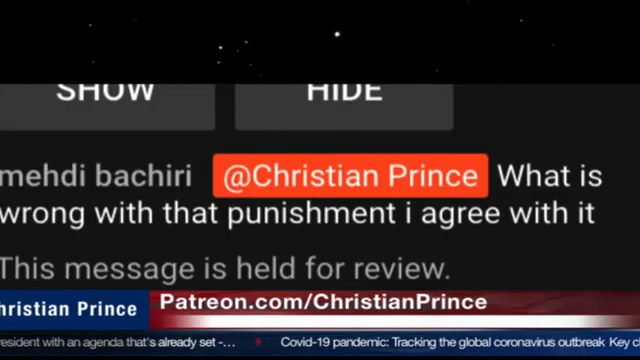 SHOW HIDE
mehdi bachiri @Christian Prince What is
wrong with that punishment i agree with it
This message is held for review.
hristian Prince Patreon.com/ChristianPrince
resident with an agenda that's already set -... Covid-19 pandemic: Tracking the global coronavirus outbreak Key c